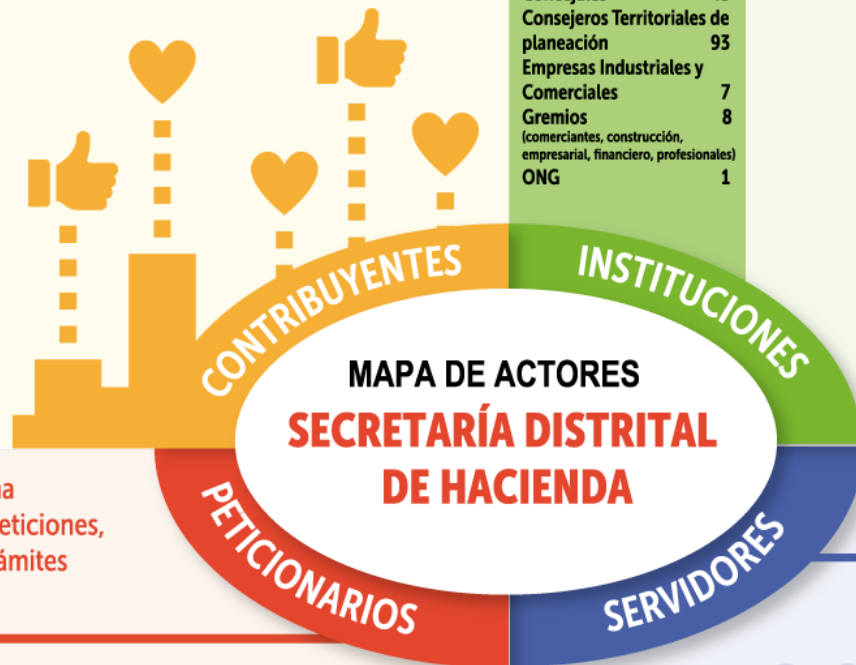 Consejeros Territoriales de
planeación 93
Empresas Industriales y
Comerciales 7
Gremios 8
(comerciantes, construcción,
empresarial, financiero, profesionales)
ONG 1
CONTRIBUYENTES
INSTITUCIONES
MAPA DE ACTORES
SECRETARÍA DISTRITAL
DE HACIENDA
eticiones,
ámites
PETICIONARIOS
SERVIDORES